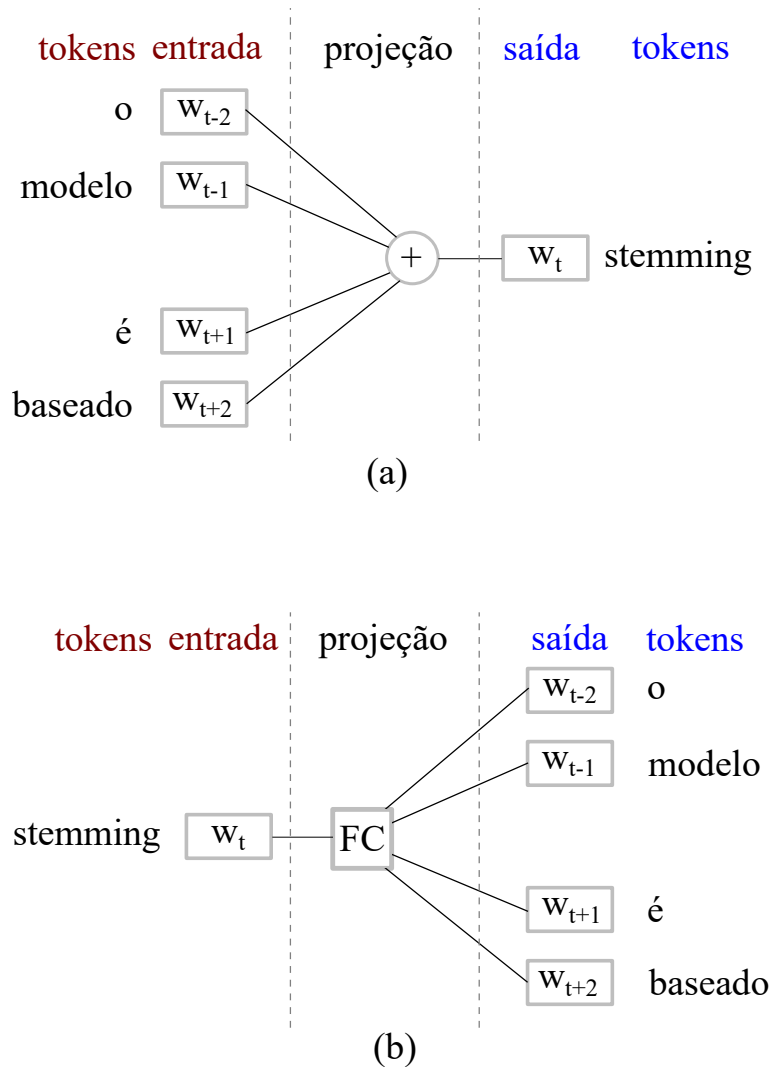 tokens entrada projeção saída tokens
o w_{t-2}
modelo w_{t-1}
+ w_t stemming
é w_{t+1}
baseado w_{t+2}
(a)
tokens entrada projeção saída tokens
w_{t-2} o
w_{t-1} modelo
stemming w_t FC
w_{t+1} é
w_{t+2} baseado
(b)